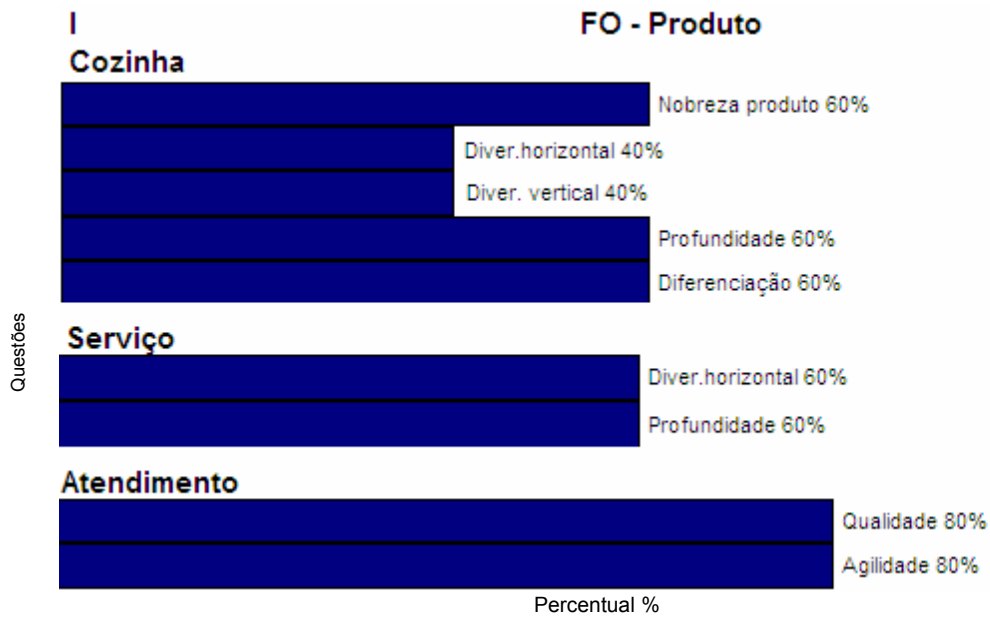 I FO - Produto
Cozinha
Nobreza produto 60%
Diver.horizontal 40%
Diver. vertical 40%
Profundidade 60%
Diferenciação 60%
Questões
Serviço
Diver.horizontal 60%
Profundidade 60%
Atendimento
Qualidade 80%
Agilidade 80%
Percentual %